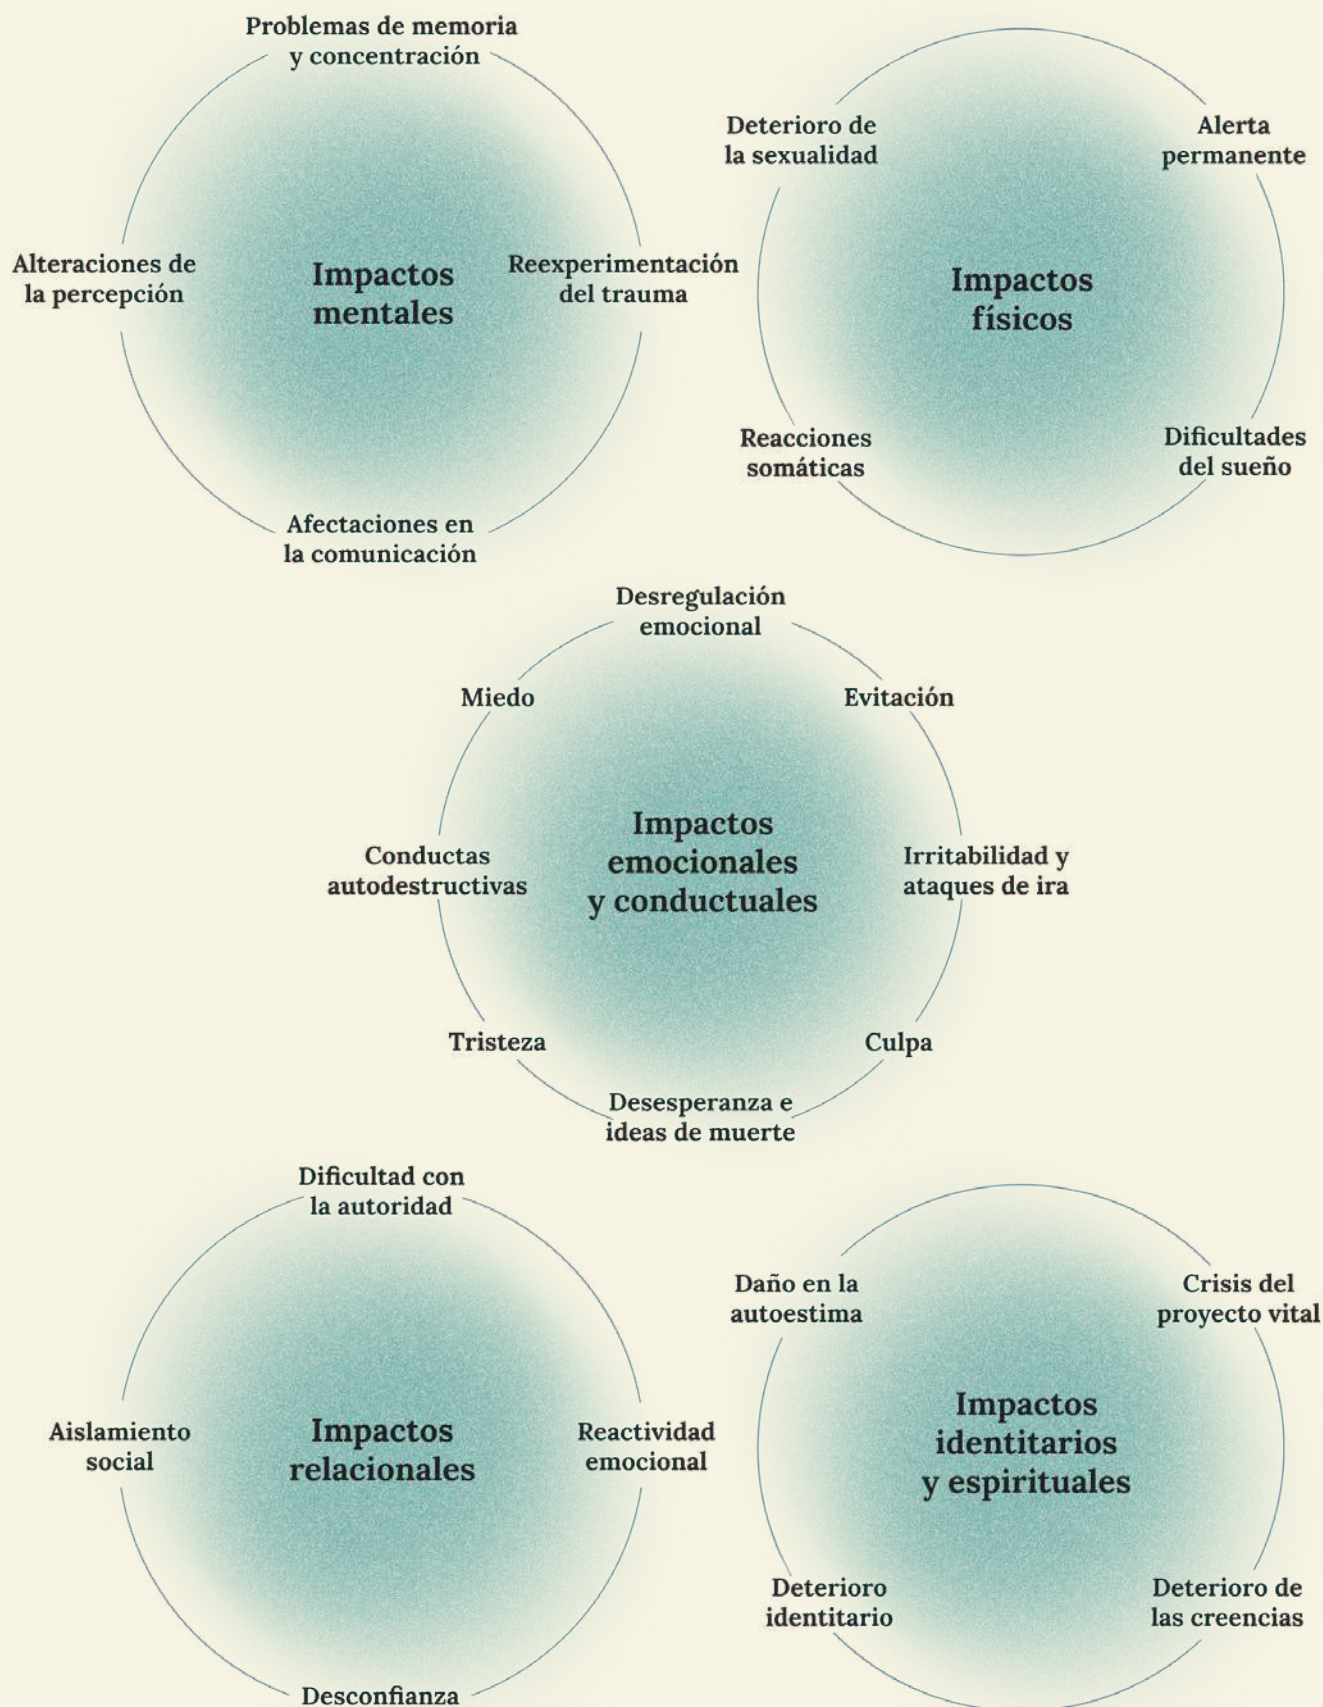 Problemas de memoria
y concentración
Alteraciones de
la percepción
Impactos
mentales
Reexperimentación
del trauma
Afectaciones en
la comunicación
Deterioro de
la sexualidad
Alerta
permanente
Impactos
físicos
Reacciones
somáticas
Dificultades
del sueño
Desregulación
emocional
Miedo
Evitación
Conductas
autodestructivas
Impactos
emocionales
y conductuales
Irritabilidad y
ataques de ira
Tristeza
Culpa
Desesperanza e
ideas de muerte
Dificultad con
la autoridad
Aislamiento
social
Impactos
relacionales
Reactividad
emocional
Desconfianza
Daño en la
autoestima
Crisis del
proyecto vital
Impactos
identitarios
y espirituales
Deterioro
identitario
Deterioro de
las creencias